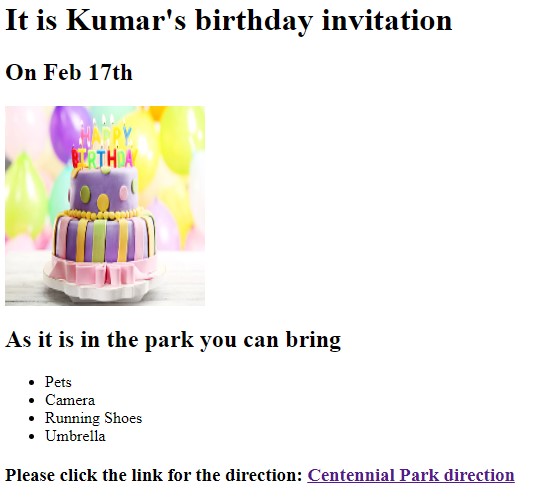 It is Kumar's birthday invitation
On Feb 17th
HAPPY
BIRTHDAY
As it is in the park you can bring
Pets
Camera
Running Shoes
Umbrella
Please click the link for the direction: Centennial Park direction